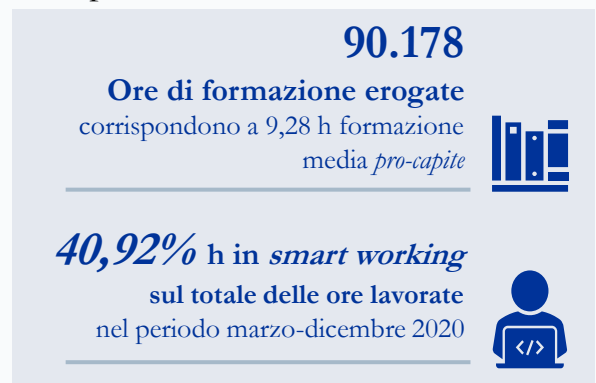 90.178
Ore di formazione erogate
corrispondono a 9,28 h formazione
media pro-capite
40,92% h in smart working
sul totale delle ore lavorate
nel periodo marzo-dicembre 2020
</>